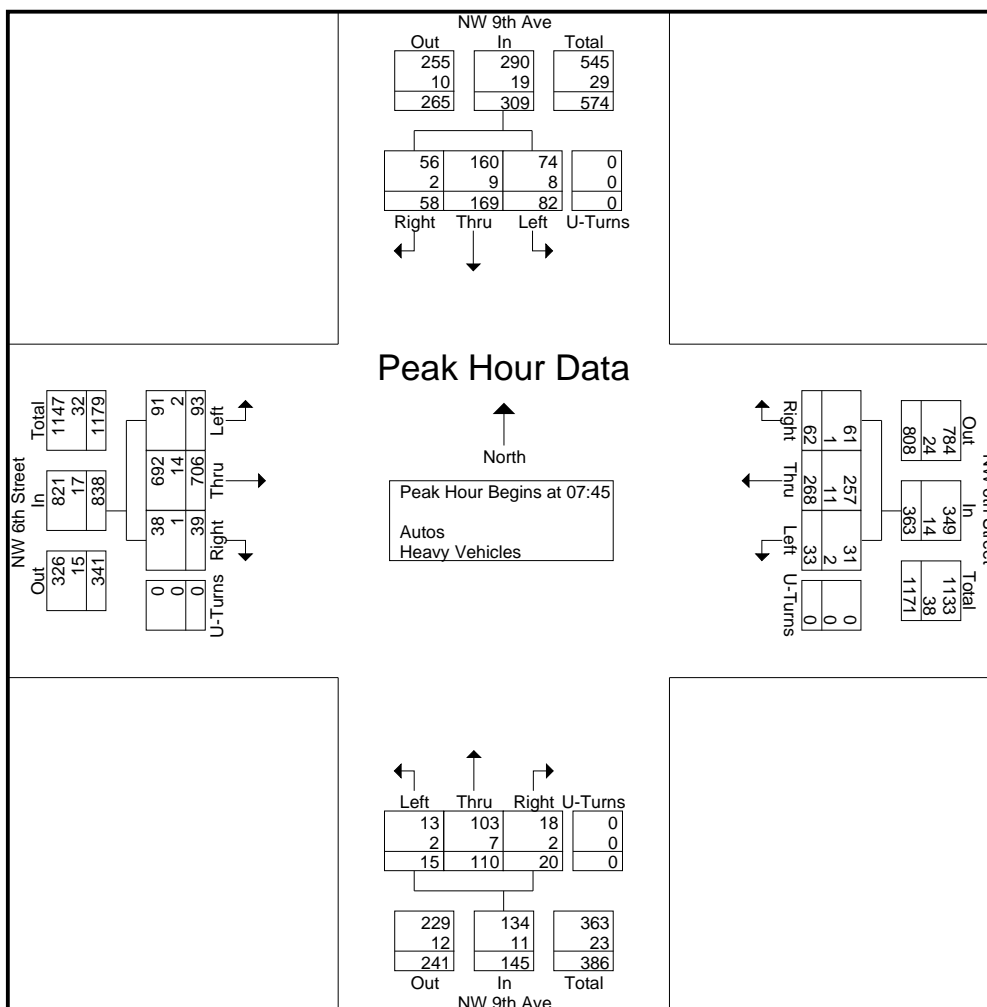 NW 9th Ave
Out In Total
255 290 545
10 19 29
265 309 574
56 160 74 0
2 9 8 0
58 169 82 0
Right Thru Left U-Turns
Peak Hour Data
North
Peak Hour Begins at 07:45
Autos
Heavy Vehicles
NW 6th Street
Total In Out
1147 821 326
32 17 15
1179 838 341
91 692 38 0
2 14 1 0
93 706 39 0
Left Thru Right U-Turns
Out In Total
784 349 1133
24 14 38
808 363 1171
61 257 31 0
1 11 2 0
62 268 33 0
Right Thru Left U-Turns
Left Thru Right U-Turns
13 103 18 0
2 7 2 0
15 110 20 0
229 134 363
12 11 23
241 145 386
Out In Total
NW 9th Ave